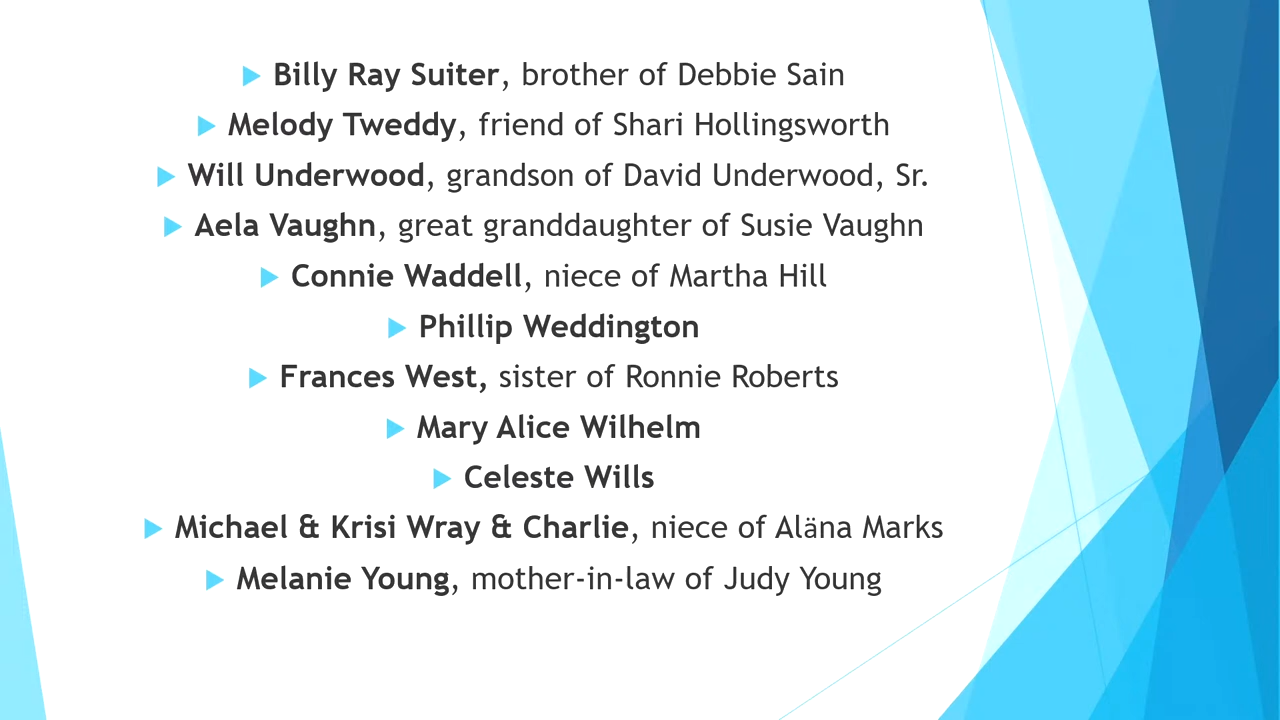 Billy Ray Suiter, brother of Debbie Sain
Melody Tweddy, friend of Shari Hollingsworth
Will Underwood, grandson of David Underwood, Sr.
Aela Vaughn, great granddaughter of Susie Vaughn
Connie Waddell, niece of Martha Hill
Phillip Weddington
Frances West, sister of Ronnie Roberts
Mary Alice Wilhelm
Celeste Wills
Michael & Krisi Wray & Charlie, niece of Aläna Marks
Melanie Young, mother-in-law of Judy Young